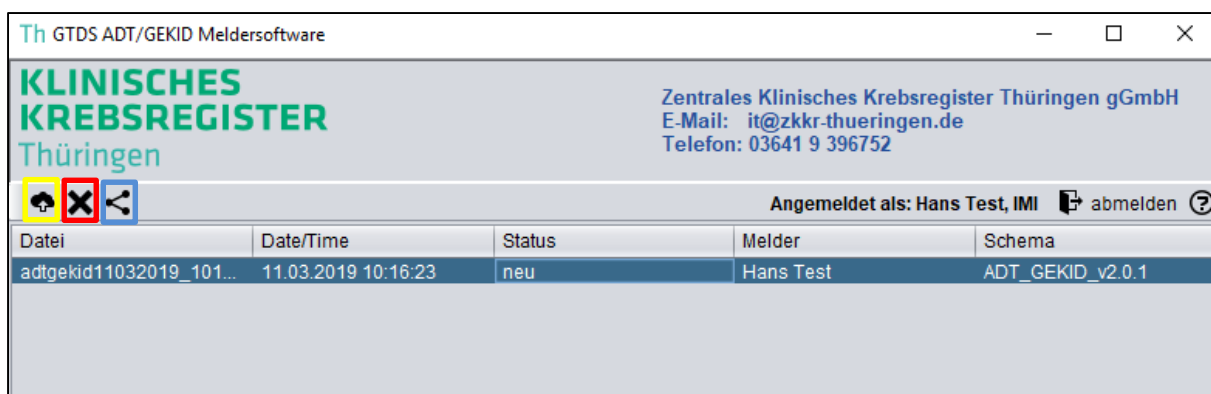 Th GTDS ADT/GEKID Meldersoftware
KLINISCHES
KREBSREGISTER
Thüringen
Zentrales Klinisches Krebsregister Thüringen gGmbH
E-Mail: it@zkkr-thueringen.de
Telefon: 03641 9 396752
Angemeldet als: Hans Test, IMI abmelden ?
Datei Date/Time Status Melder Schema
adtgekid11032019_101... 11.03.2019 10:16:23 neu Hans Test ADT_GEKID_v2.0.1